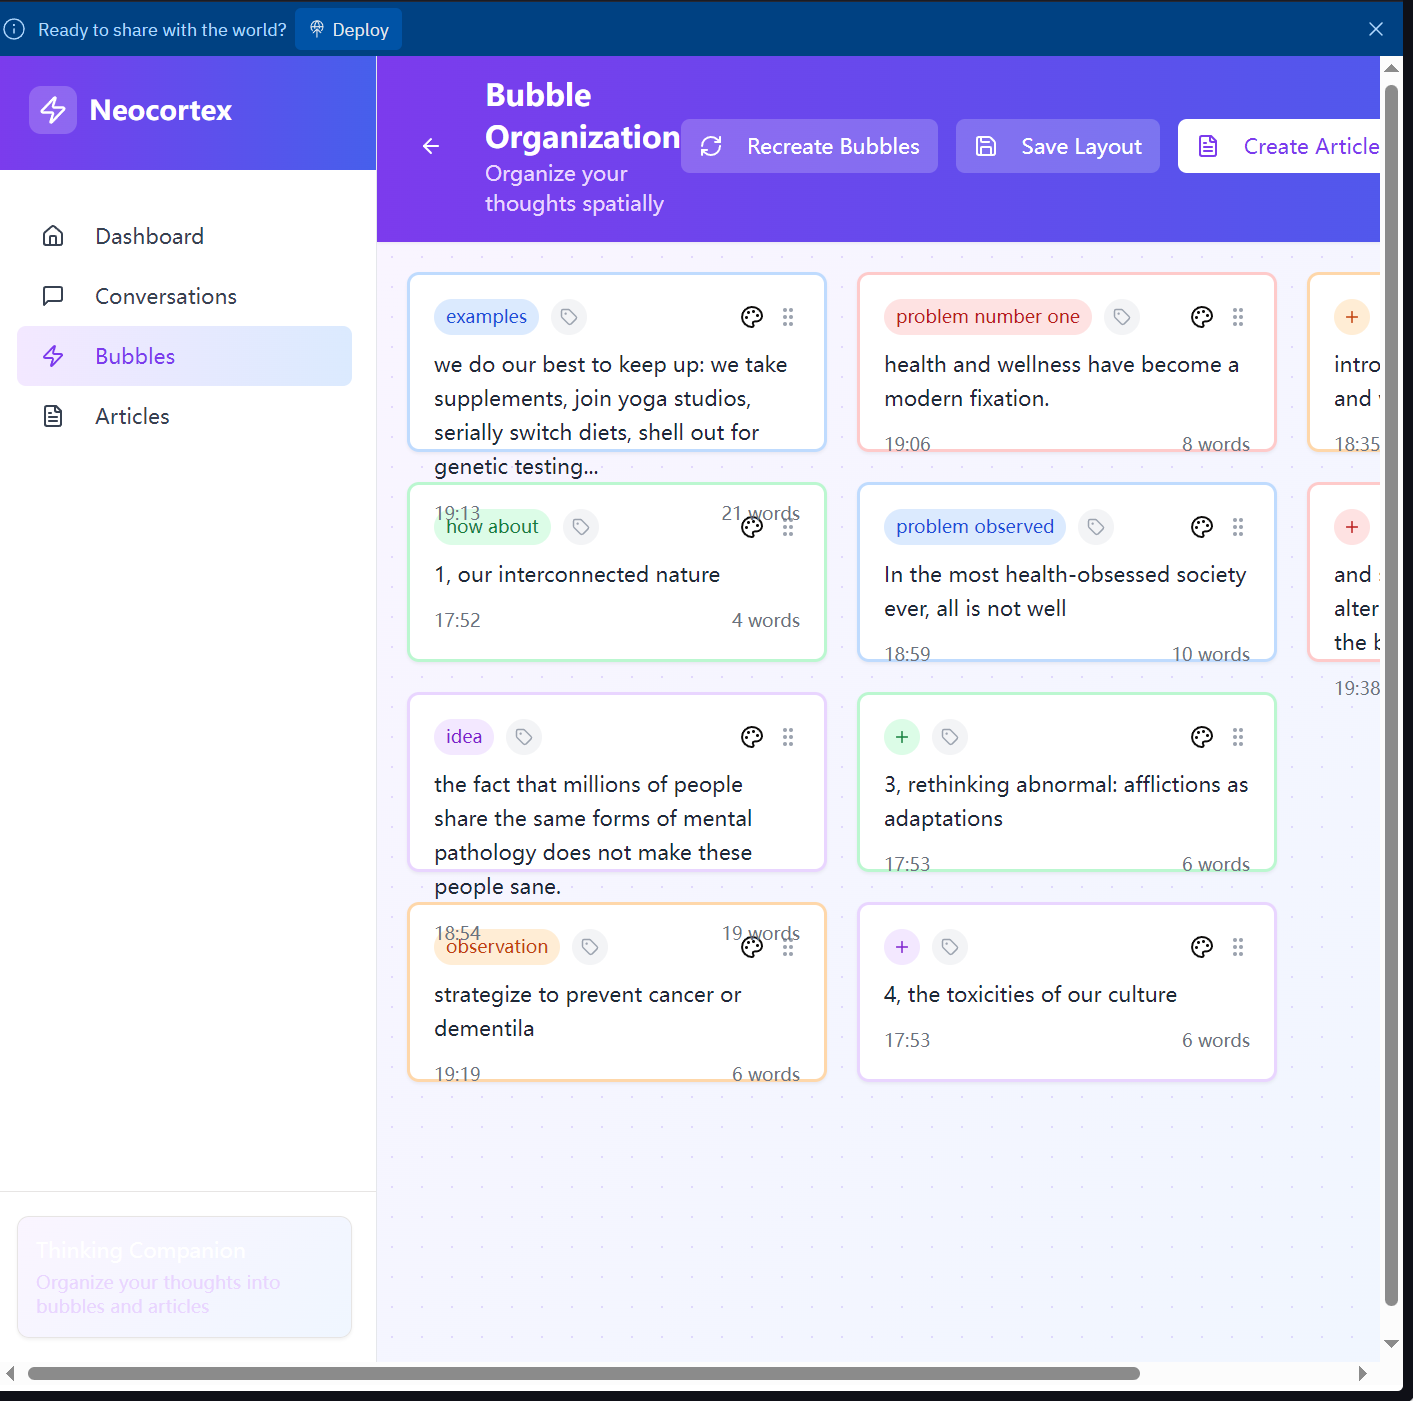 Ready to share with the world?
Deploy
Neocortex
Dashboard
Conversations
Bubbles
Articles
Thinking Companion
Organize your thoughts into
bubbles and articles
Bubble
Organization
Organize your
thoughts spatially
Recreate Bubbles
Save Layout
Create Article
examples
we do our best to keep up: we take
supplements, join yoga studios,
serially switch diets, shell out for
genetic testing...
19:13
21 words
problem number one
health and wellness have become a
modern fixation.
19:06
8 words
+
intro
and
18:35
how about
1, our interconnected nature
17:52
4 words
problem observed
In the most health-obsessed society
ever, all is not well
18:59
10 words
+
and
alter
the
19:38
idea
the fact that millions of people
share the same forms of mental
pathology does not make these
people sane.
18:54
19 words
+
3, rethinking abnormal: afflictions as
adaptations
17:53
6 words
observation
strategize to prevent cancer or
dementila
19:19
6 words
+
4, the toxicities of our culture
17:53
6 words